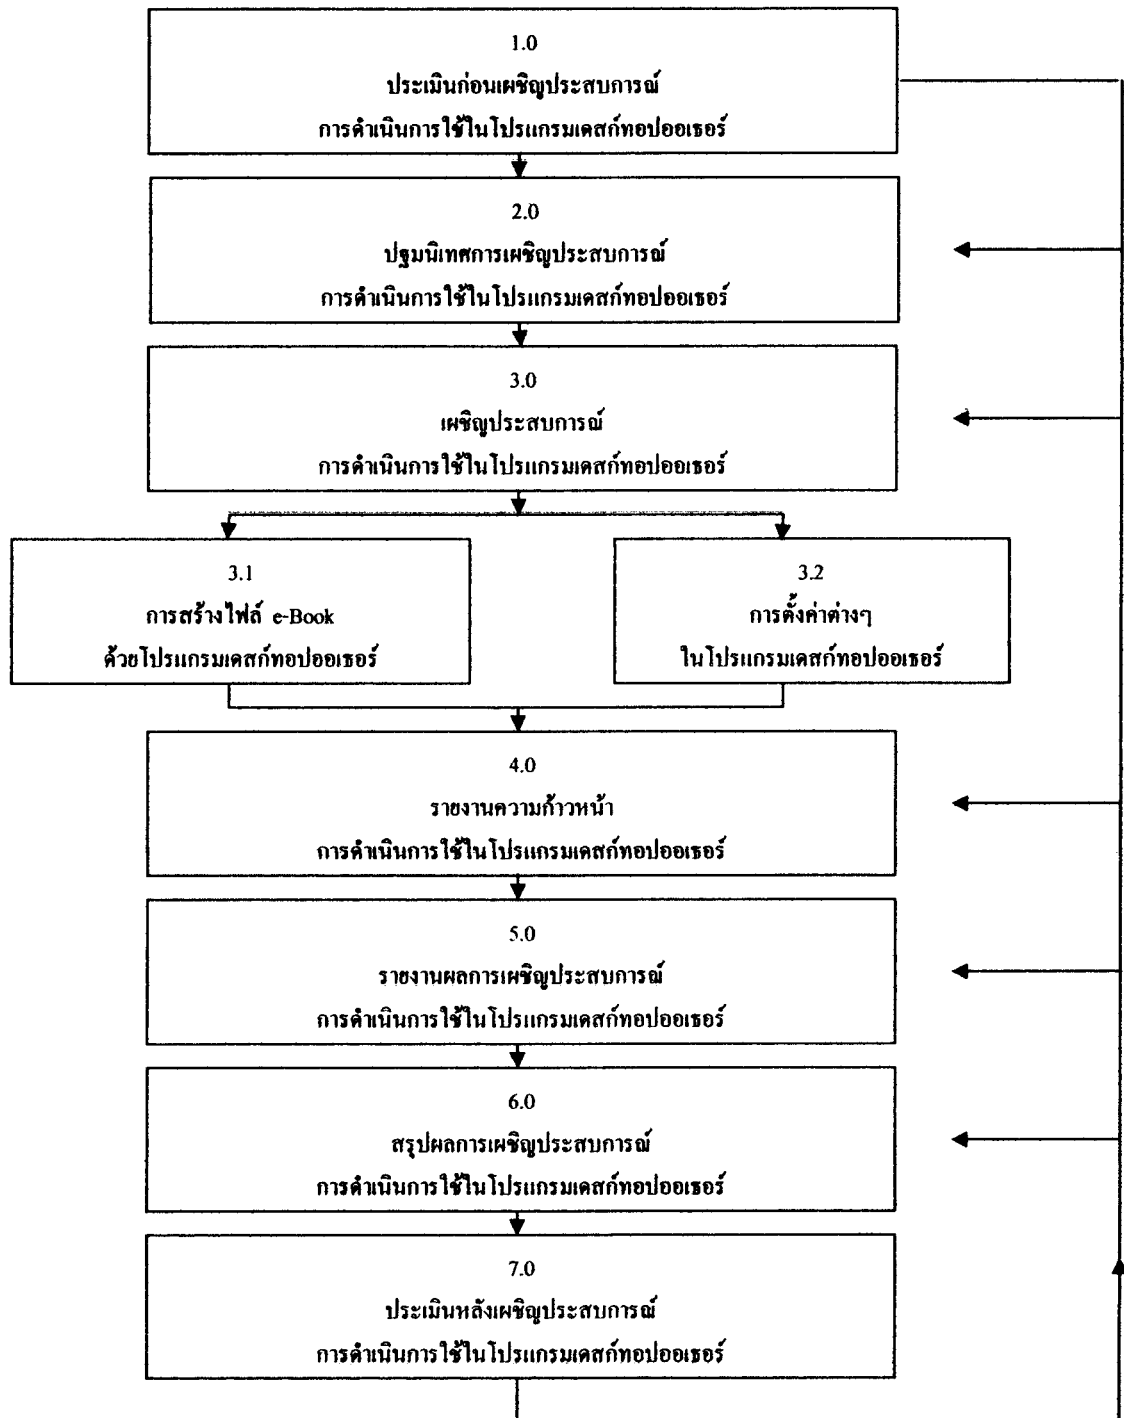 1.0
ประเมินก่อนเผชิญประสบการณ์
การดำเนินการใช้ในโปรแกรมเดสก์ทอปออเธอร์
2.0
ปฐมนิเทศการเผชิญประสบการณ์
การดำเนินการใช้ในโปรแกรมเดสก์ทอปออเธอร์
3.0
เผชิญประสบการณ์
การดำเนินการใช้ในโปรแกรมเดสก์ทอปออเธอร์
3.1
การสร้างไฟล์ e-Book
ด้วยโปรแกรมเดสก์ทอปออเธอร์
3.2
การตั้งค่าต่างๆ
ในโปรแกรมเดสก์ทอปออเธอร์
4.0
รายงานความก้าวหน้า
การดำเนินการใช้ในโปรแกรมเดสก์ทอปออเธอร์
5.0
รายงานผลการเผชิญประสบการณ์
การดำเนินการใช้ในโปรแกรมเดสก์ทอปออเธอร์
6.0
สรุปผลการเผชิญประสบการณ์
การดำเนินการใช้ในโปรแกรมเดสก์ทอปออเธอร์
7.0
ประเมินหลังเผชิญประสบการณ์
การดำเนินการใช้ในโปรแกรมเดสก์ทอปออเธอร์